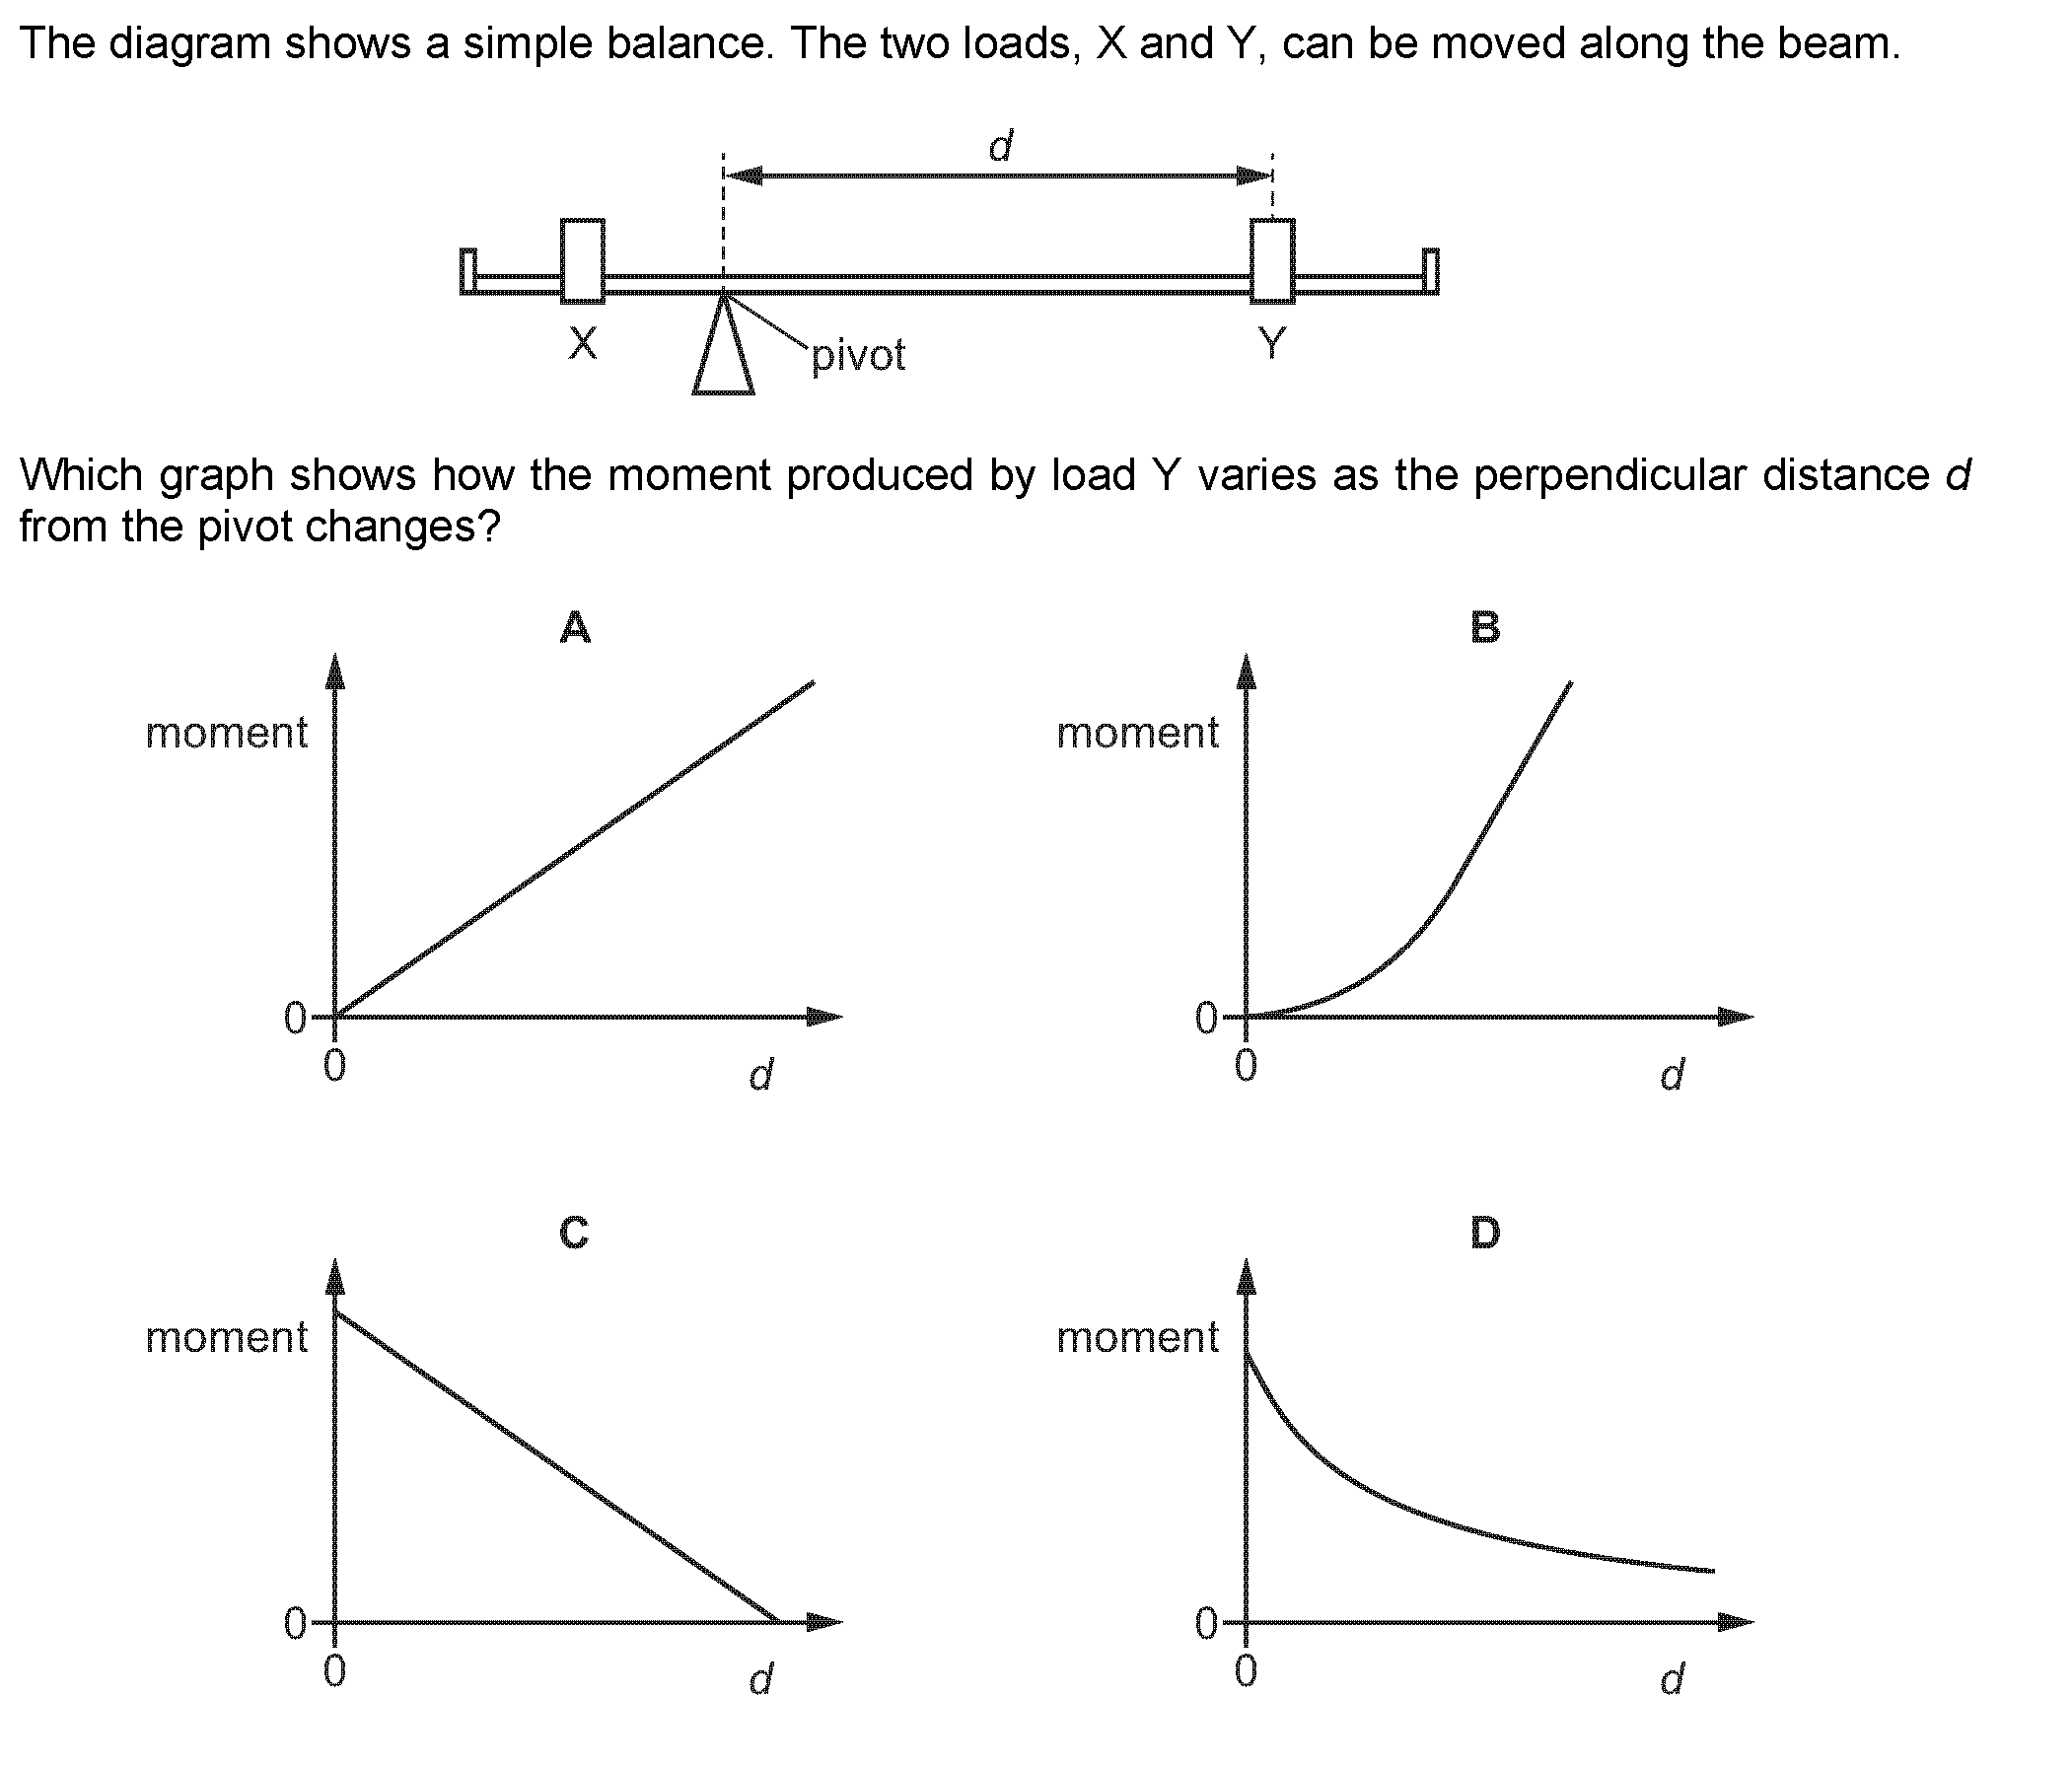 The diagram shows a simple balance. The two loads, X and Y, can be moved along the beam.
d
X
pivot
Y
Which graph shows how the moment produced by load Y varies as the perpendicular distance d
from the pivot changes?
A
moment
0
0
d
B
moment
0
0
d
C
moment
0
0
d
D
moment
0
0
d